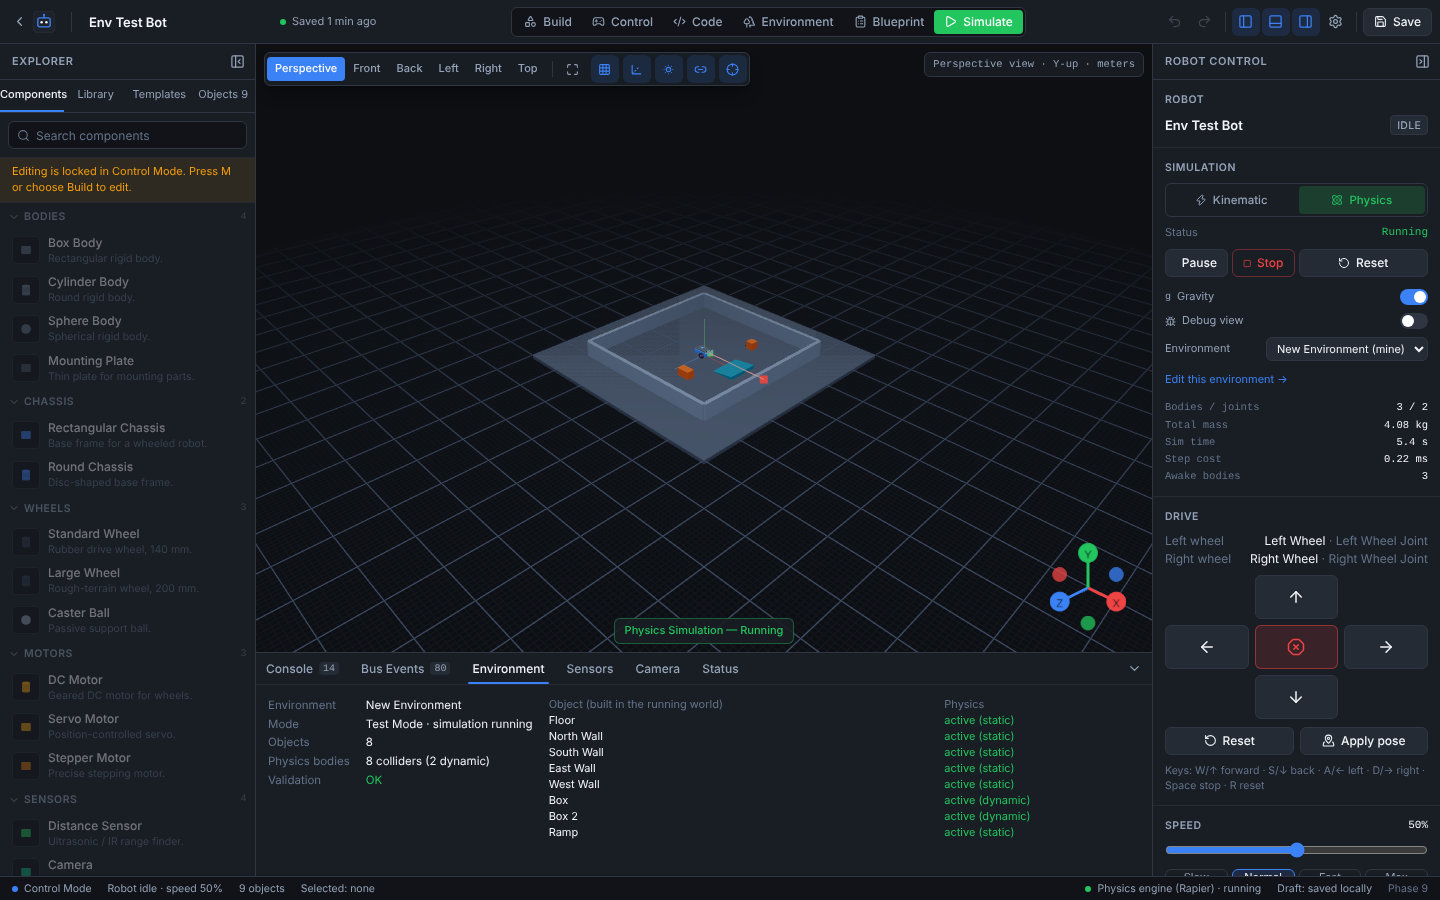 Env Test Bot
Saved 1 min ago
Build
Control
Code
Environment
Blueprint
Simulate
Save
EXPLORER
Components
Library
Templates
Objects 9
Search components
Editing is locked in Control Mode. Press M
or choose Build to edit.
BODIES 4
Box Body
Rectangular rigid body.
Cylinder Body
Round rigid body.
Sphere Body
Spherical rigid body.
Mounting Plate
Thin plate for mounting parts.
CHASSIS 2
Rectangular Chassis
Base frame for a wheeled robot.
Round Chassis
Disc-shaped base frame.
WHEELS 3
Standard Wheel
Rubber drive wheel, 140 mm.
Large Wheel
Rough-terrain wheel, 200 mm.
Caster Ball
Passive support ball.
MOTORS 3
DC Motor
Geared DC motor for wheels.
Servo Motor
Position-controlled servo.
Stepper Motor
Precise stepping motor.
SENSORS 4
Distance Sensor
Ultrasonic / IR range finder.
Camera
Perspective
Front
Back
Left
Right
Top
Perspective view · Y-up · meters
Y
Z
X
Physics Simulation — Running
Console 14
Bus Events 80
Environment
Sensors
Camera
Status
Environment New Environment
Mode Test Mode · simulation running
Objects 8
Physics bodies 8 colliders (2 dynamic)
Validation OK
Object (built in the running world) Physics
Floor active (static)
North Wall active (static)
South Wall active (static)
East Wall active (static)
West Wall active (static)
Box active (dynamic)
Box 2 active (dynamic)
Ramp active (static)
ROBOT CONTROL
ROBOT
Env Test Bot IDLE
SIMULATION
Kinematic
Physics
Status Running
Pause
Stop
Reset
g Gravity
Debug view
Environment New Environment (mine)
Edit this environment →
Bodies / joints 3 / 2
Total mass 4.08 kg
Sim time 5.4 s
Step cost 0.22 ms
Awake bodies 3
DRIVE
Left wheel Left Wheel · Left Wheel Joint
Right wheel Right Wheel · Right Wheel Joint
Reset
Apply pose
Keys: W/↑ forward · S/↓ back · A/← left · D/→ right ·
Space stop · R reset
SPEED 50%
Slow
Normal
Fast
Max
Control Mode
Robot idle · speed 50%
9 objects
Selected: none
Physics engine (Rapier) · running
Draft: saved locally
Phase 9